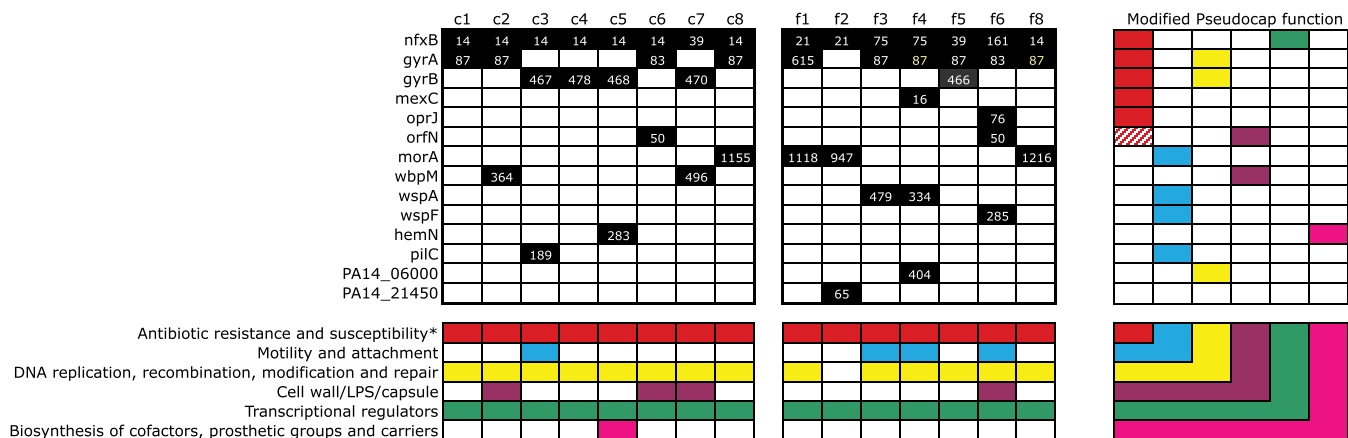 c1 c2 c3 c4 c5 c6 c7 c8 f1 f2 f3 f4 f5 f6 f8 Modified Pseudocap function
nfxB 14 14 14 14 14 14 39 14 21 21 75 75 39 161 14
gyrA 87 87 83 87 615 87 87 87 83 87
gyrB 467 478 468 470 466
mexC 16
oprJ 76
orfN 50 50
morA 1155 1118 947 1216
wbpM 364 496
wspA 479 334
wspF 285
hemN 283
pilC 189
PA14_06000 404
PA14_21450 65
Antibiotic resistance and susceptibility*
Motility and attachment
DNA replication, recombination, modification and repair
Cell wall/LPS/capsule
Transcriptional regulators
Biosynthesis of cofactors, prosthetic groups and carriers